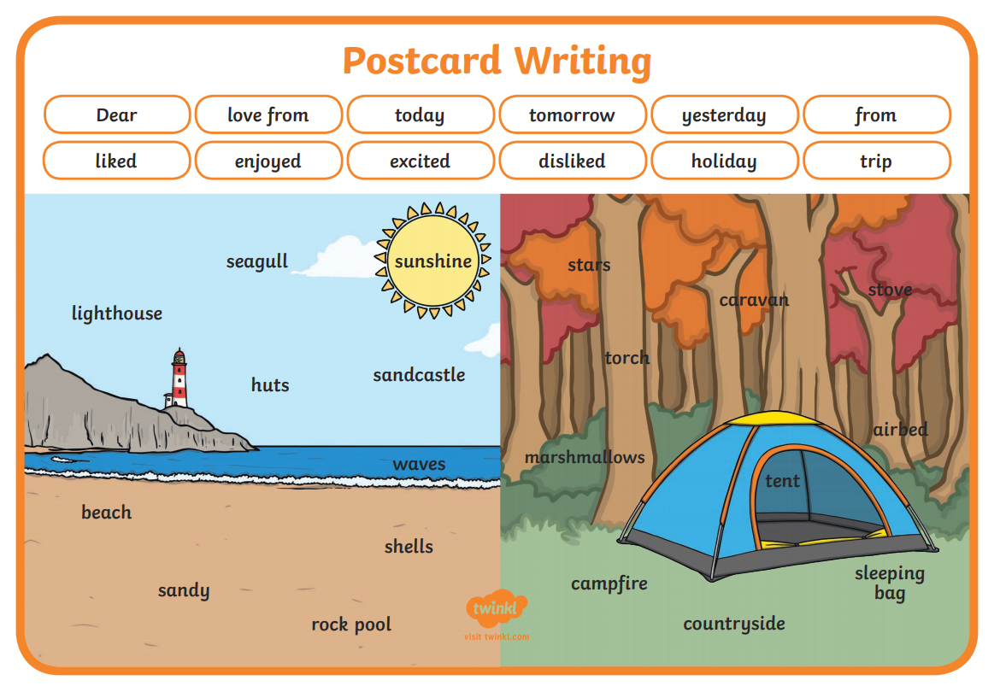 Postcard Writing
Dear
love from
today
tomorrow
yesterday
from
liked
enjoyed
excited
disliked
holiday
trip
seagull
sunshine
lighthouse
huts
sandcastle
waves
beach
shells
sandy
rock pool
stars
caravan
stove
torch
airbed
marshmallows
tent
campfire
sleeping
bag
countryside
twinkl
visit twinkl.com